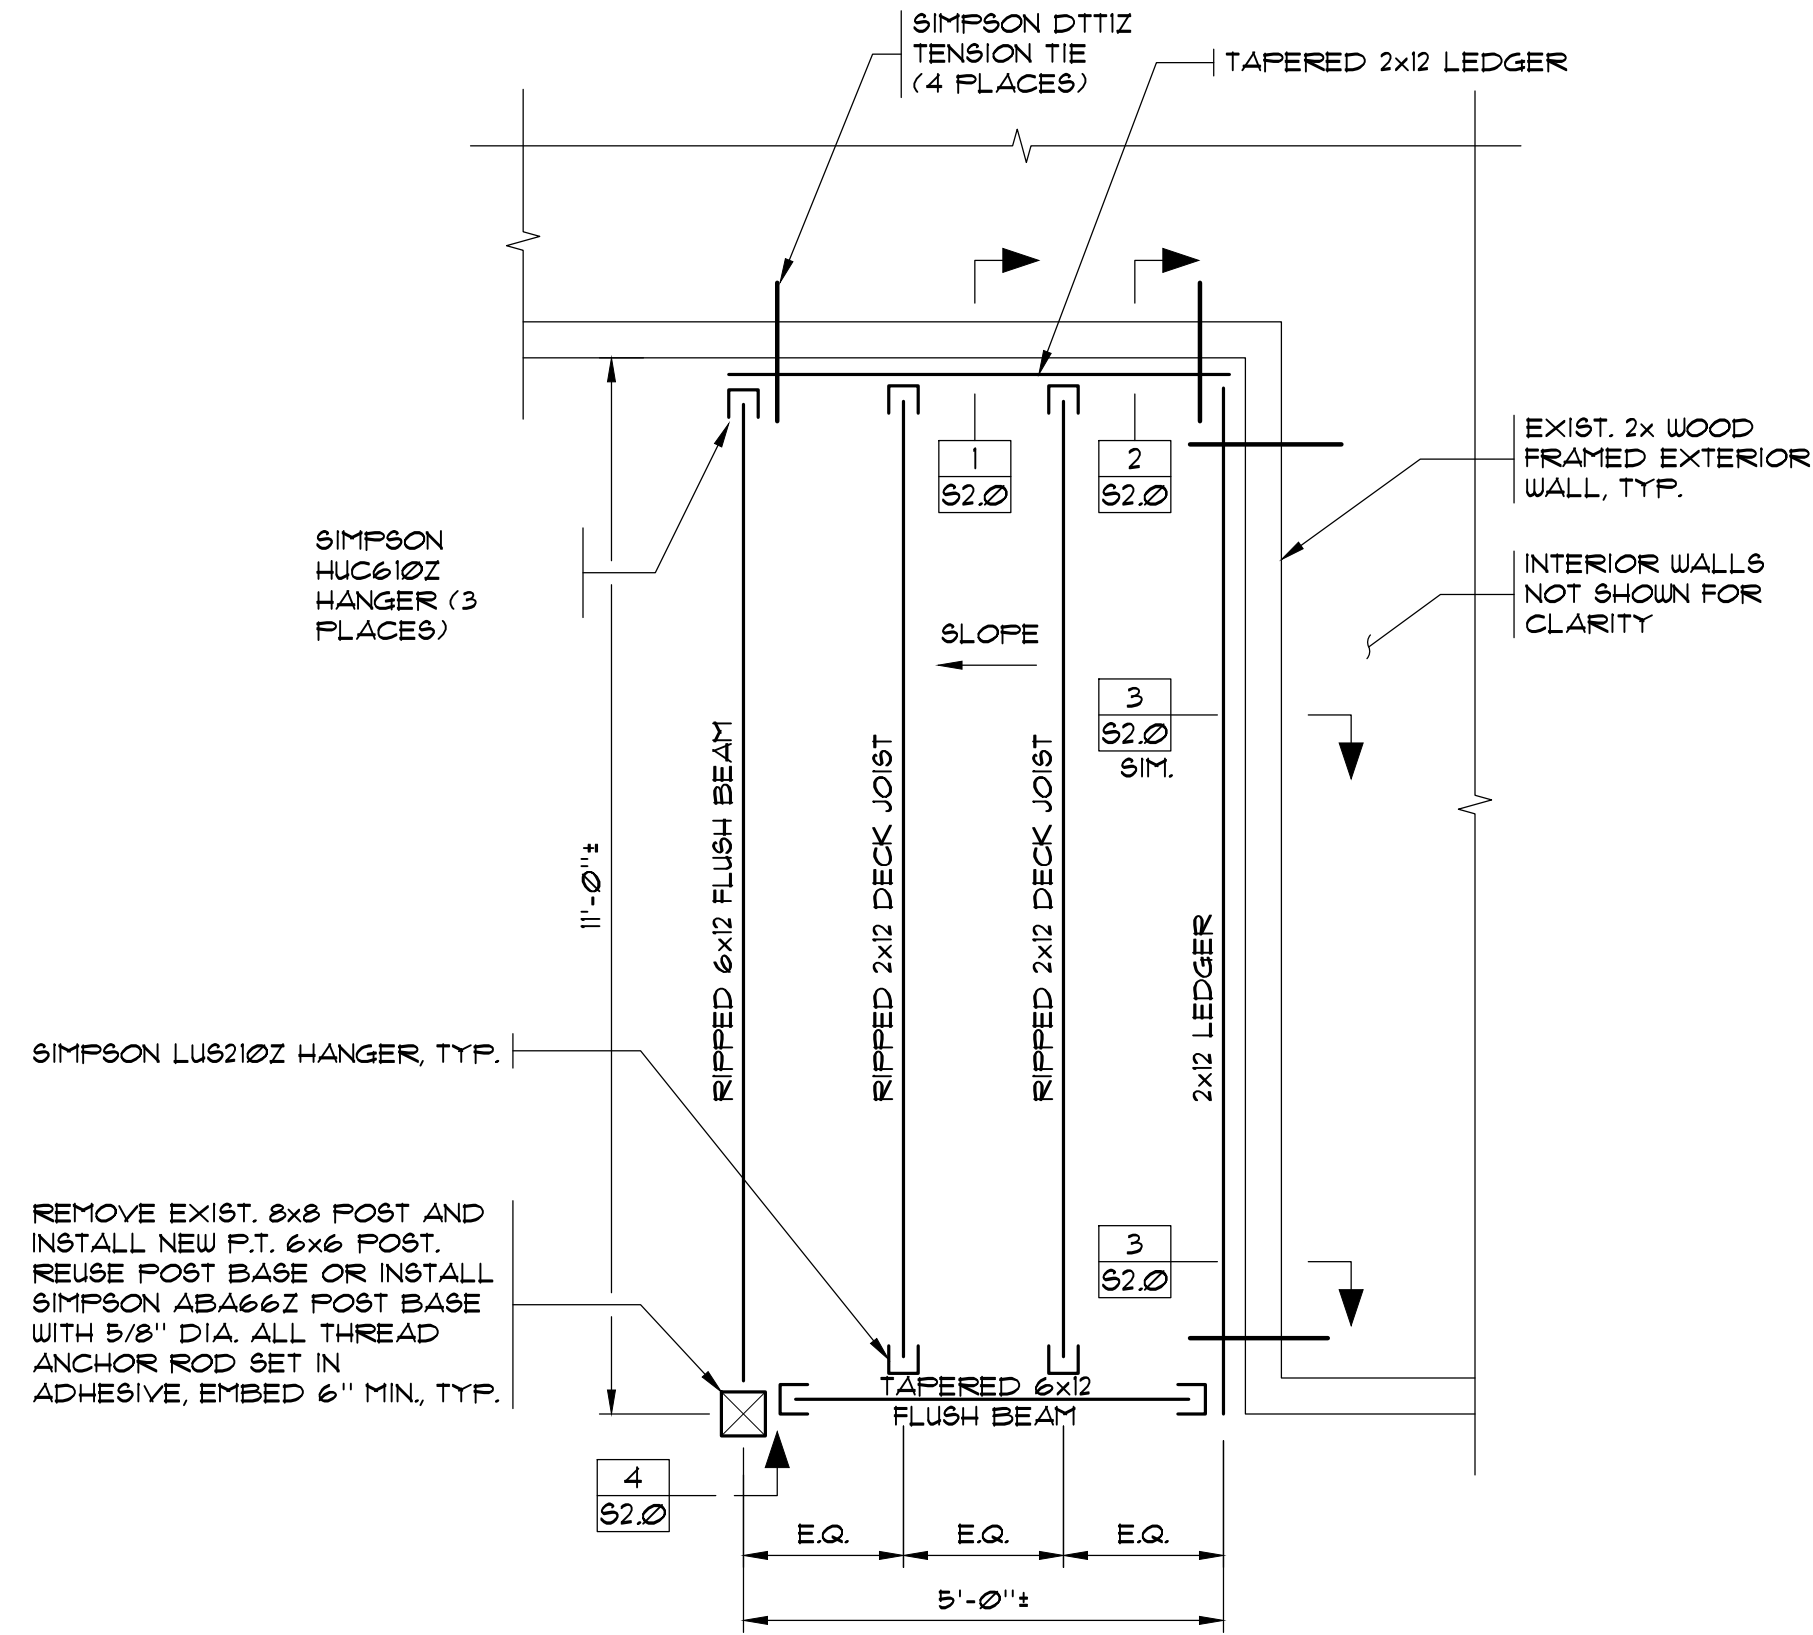 SIMPSON DTT1Z
TENSION TIE
(4 PLACES)
TAPERED 2x12 LEDGER
1
S2.0
2
S2.0
EXIST. 2x WOOD
FRAMED EXTERIOR
WALL, TYP.
SIMPSON
HUC610Z
HANGER (3
PLACES)
INTERIOR WALLS
NOT SHOWN FOR
CLARITY
SLOPE
3
S2.0
SIM.
11'-0"±
RIPPED 6x12 FLUSH BEAM
RIPPED 2x12 DECK JOIST
RIPPED 2x12 DECK JOIST
2x12 LEDGER
SIMPSON LUS210Z HANGER, TYP.
REMOVE EXIST. 8x8 POST AND
INSTALL NEW P.T. 6x6 POST.
REUSE POST BASE OR INSTALL
SIMPSON ABA66Z POST BASE
WITH 5/8" DIA. ALL THREAD
ANCHOR ROD SET IN
ADHESIVE, EMBED 6" MIN., TYP.
3
S2.0
TAPERED 6x12
FLUSH BEAM
4
S2.0
E.Q.
E.Q.
E.Q.
5'-0"±